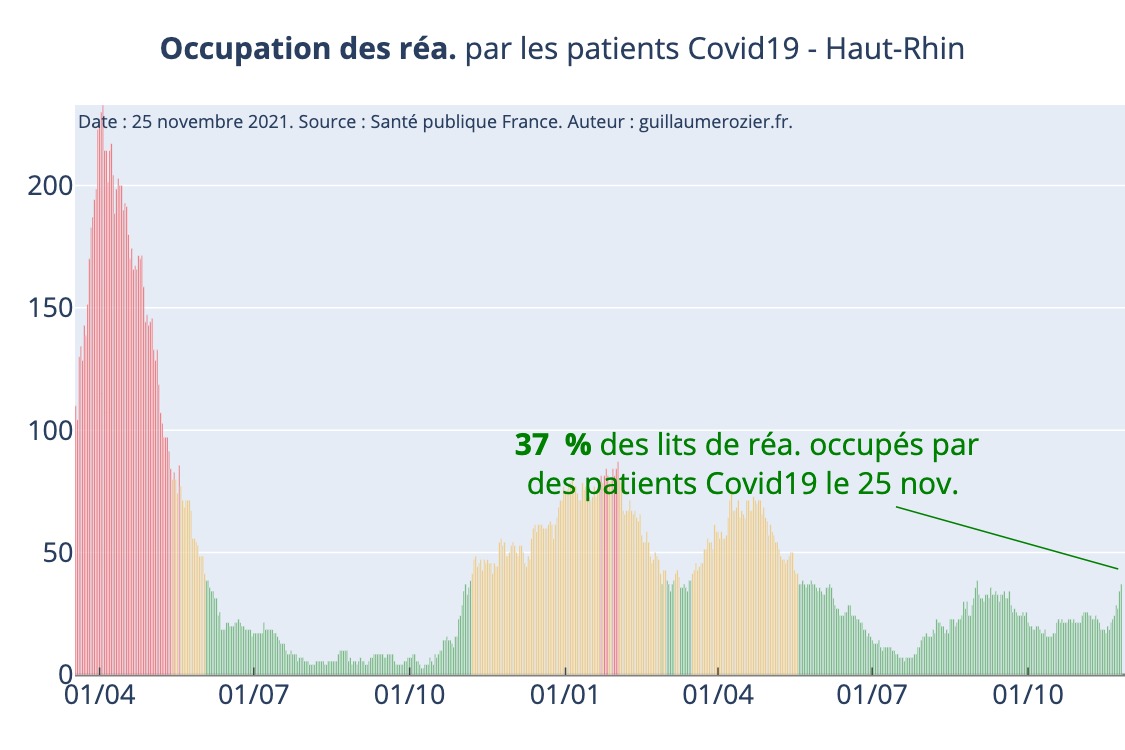 Occupation des réa. par les patients Covid19 - Haut-Rhin
Date : 25 novembre 2021. Source : Santé publique France. Auteur : guillaumerozier.fr.
200
150
100
37 % des lits de réa. occupés par
des patients Covid19 le 25 nov.
50
0
01/04 01/07 01/10 01/01 01/04 01/07 01/10